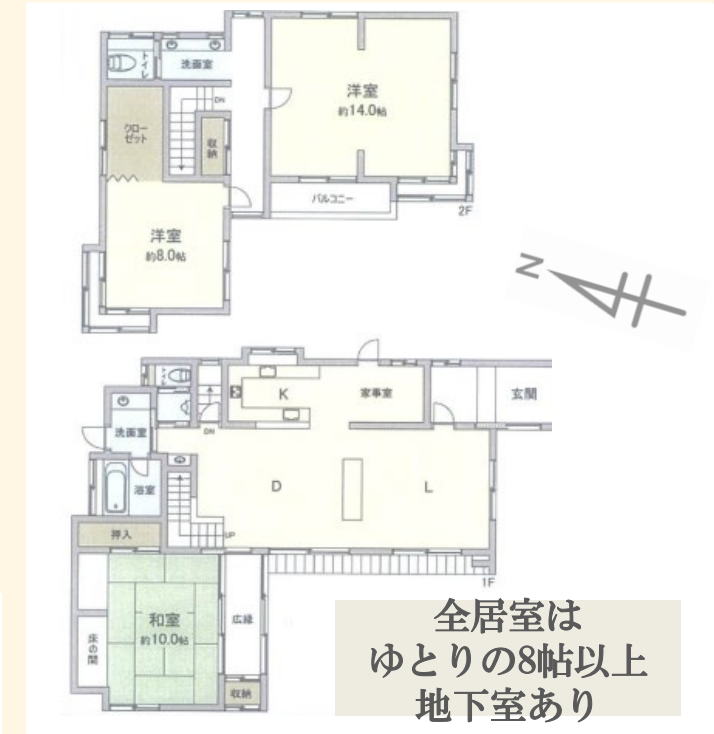 トイレ
洗面室
洋室
約14.0帖
DN
クローゼット
収納
バルコニー
2F
洋室
約8.0帖
N
トイレ
K
家事室
玄関
洗面室
DN
浴室
D
L
押入
UP
1F
和室
約10.0帖
広縁
床の間
収納
全居室は
ゆとりの8帖以上
地下室あり